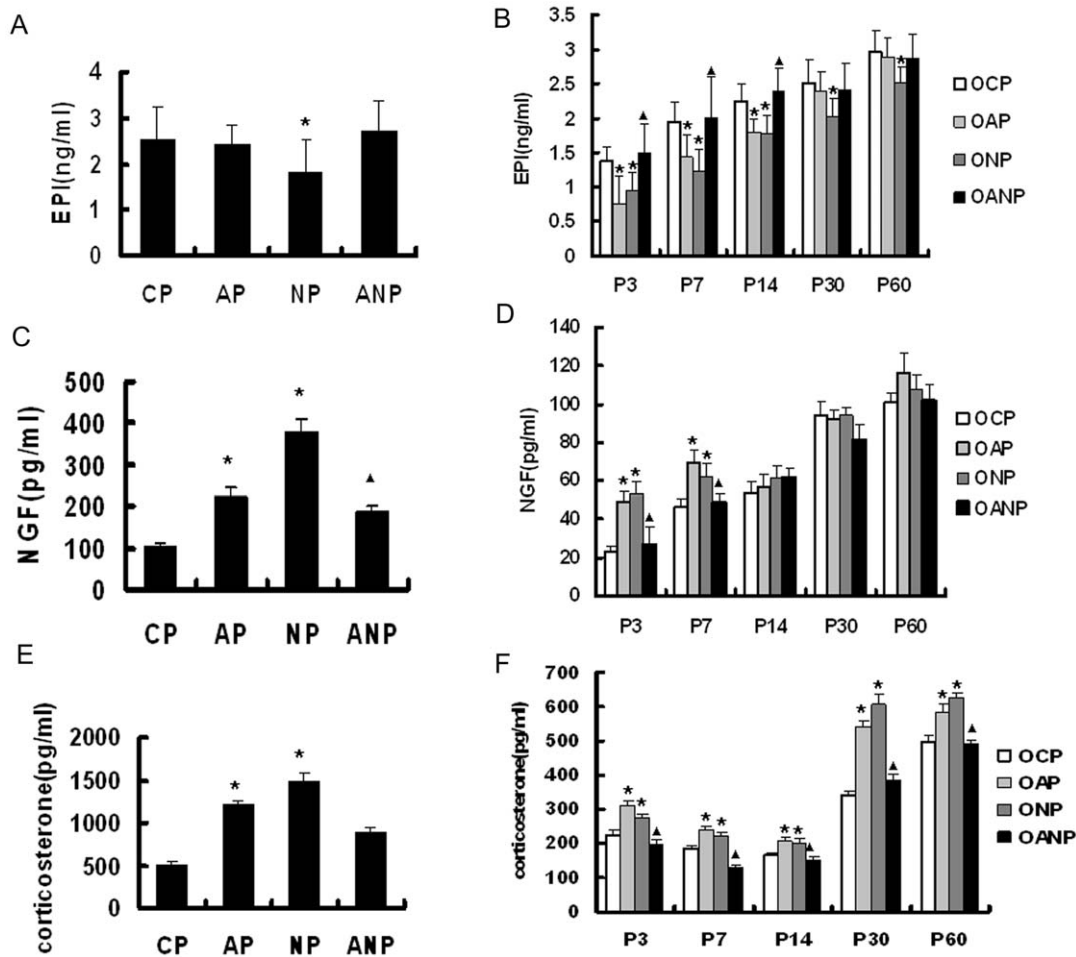 A
EPI(ng/ml)
4
3
2
1
0
*
CP AP NP ANP
B
EPI(ng/ml)
3.5
3
2.5
2
1.5
1
0.5
0
▲ ▲ ▲
* * * * * * * *
P3 P7 P14 P30 P60
OCP
OAP
ONP
OANP
C
NGF(pg/ml)
500
400
300
200
100
0
* * ▲
CP AP NP ANP
D
NGF(pg/ml)
140
120
100
80
60
40
20
0
* * ▲ * * ▲
P3 P7 P14 P30 P60
OCP
OAP
ONP
OANP
E
corticosterone(pg/ml)
2000
1500
1000
500
0
* *
CP AP NP ANP
F
corticosterone(pg/ml)
700
600
500
400
300
200
100
0
* * ▲ * * ▲ * * ▲ * * ▲ * * ▲
P3 P7 P14 P30 P60
OCP
OAP
ONP
OANP